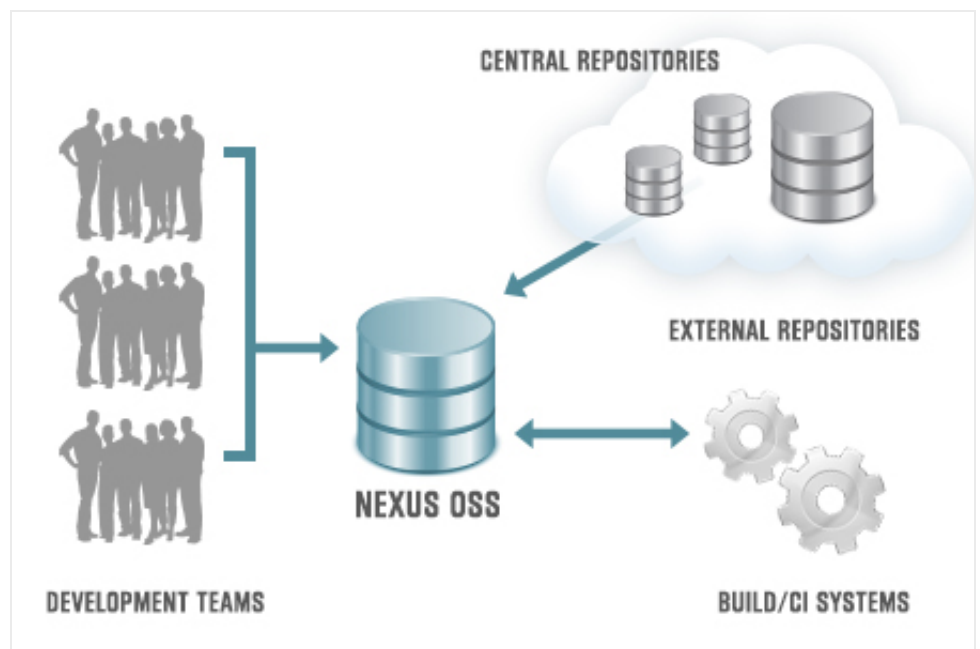 CENTRAL REPOSITORIES
EXTERNAL REPOSITORIES
NEXUS OSS
DEVELOPMENT TEAMS
BUILD/CI SYSTEMS